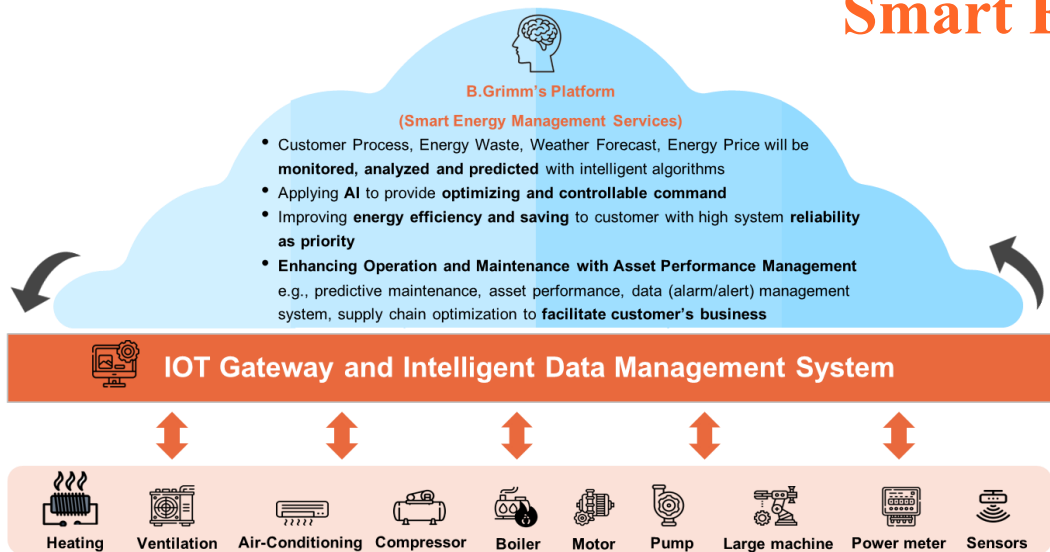 Smart
B.Grimm's Platform
(Smart Energy Management Services)
• Customer Process, Energy Waste, Weather Forecast, Energy Price will be
monitored, analyzed and predicted with intelligent algorithms
• Applying AI to provide optimizing and controllable command
• Improving energy efficiency and saving to customer with high system reliability
as priority
• Enhancing Operation and Maintenance with Asset Performance Management
e.g., predictive maintenance, asset performance, data (alarm/alert) management
system, supply chain optimization to facilitate customer's business
IOT Gateway and Intelligent Data Management System
Heating Ventilation Air-Conditioning Compressor Boiler Motor Pump Large machine Power meter Sensors